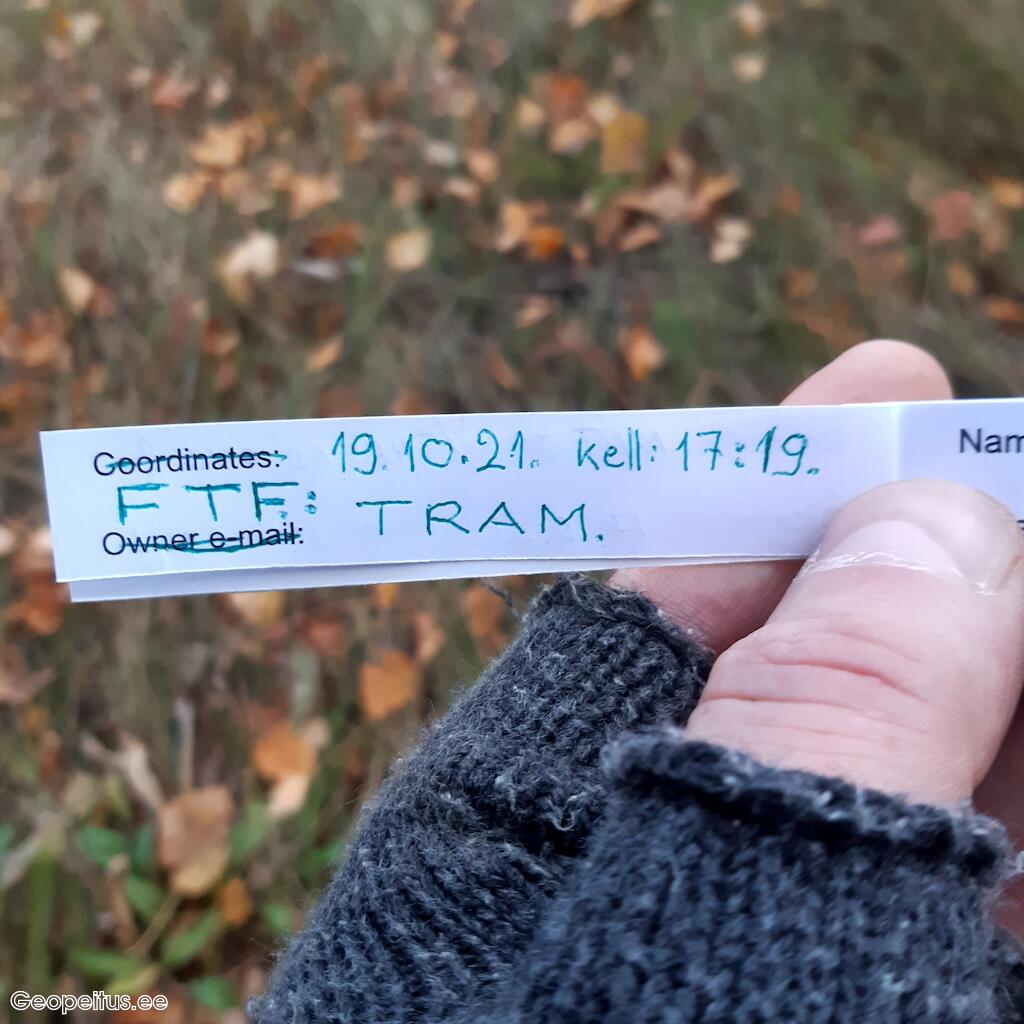 Coordinates: 19.10.21. kell: 17:19.
FTF: TRAM.
Owner e-mail:
Nam
Geopeitus.ee